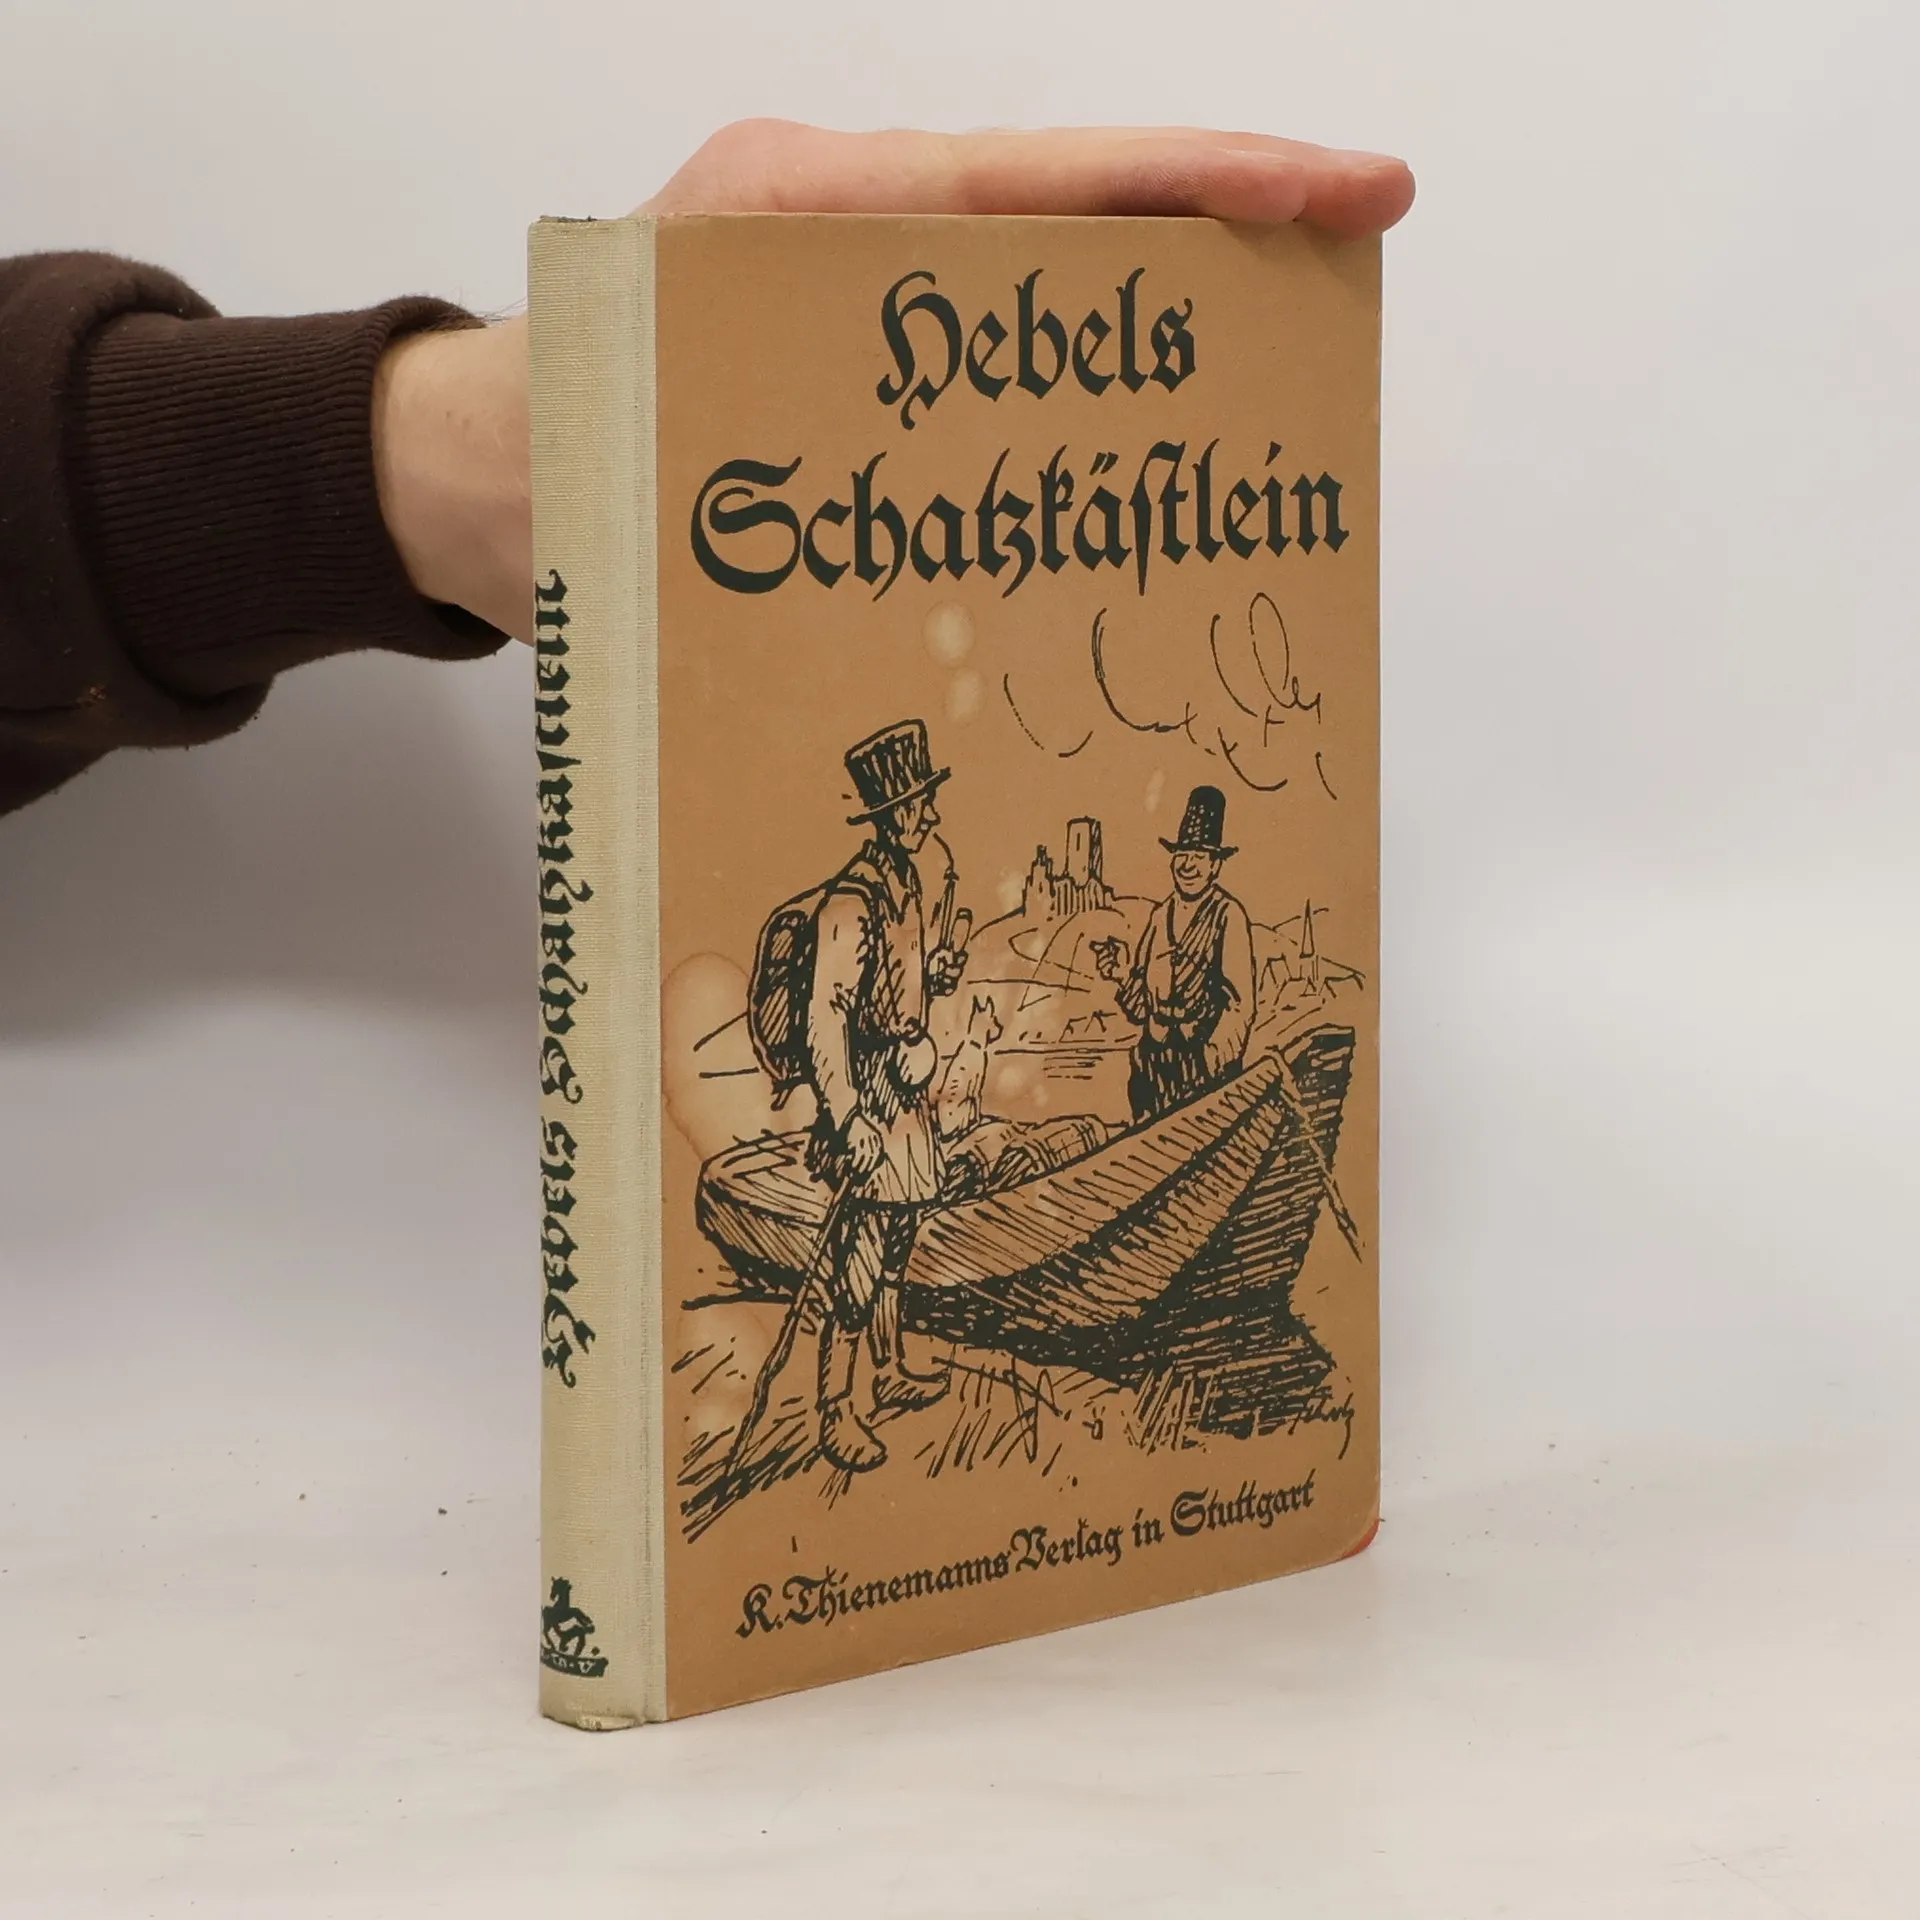 Hebels
Schatzkäſtlein
K. Thienemanns Verlag in Stuttgart
Hebels Schatzkäſtlein